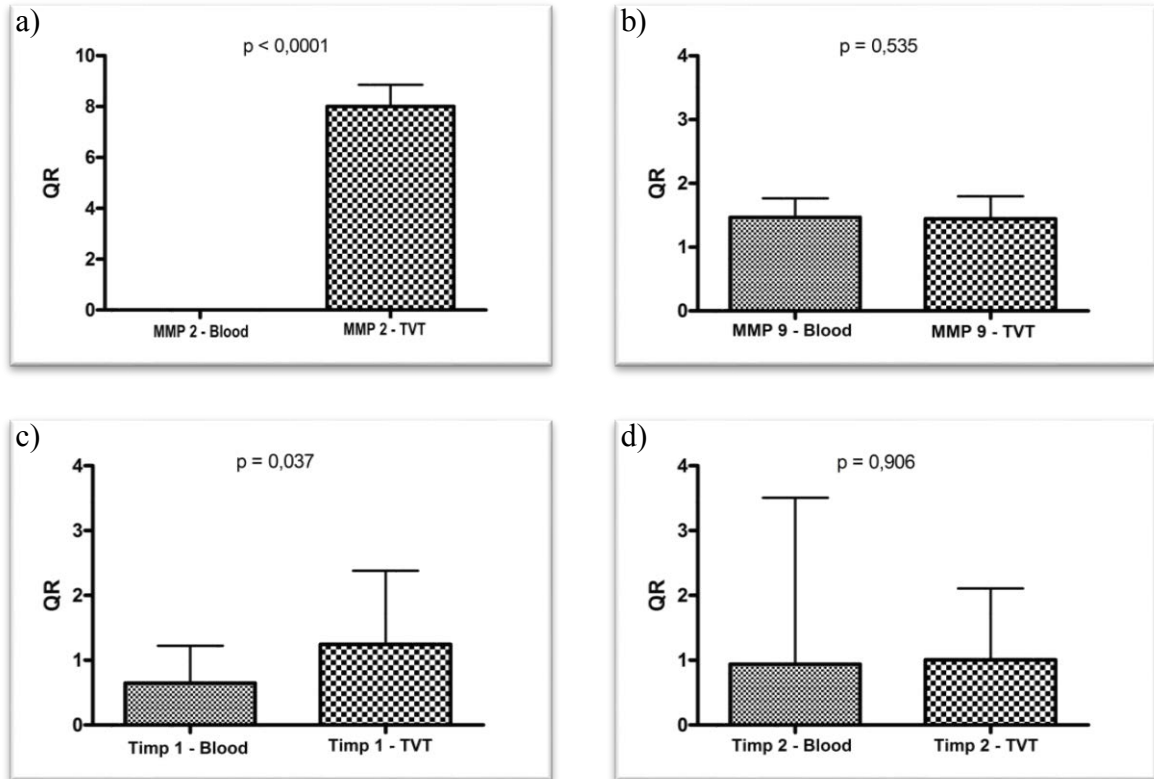 a)
p < 0,0001
10
8
6
4
2
0
QR
MMP 2 - Blood
MMP 2 - TVT
b)
p = 0,535
4
3
2
1
0
QR
MMP 9 - Blood
MMP 9 - TVT
c)
p = 0,037
4
3
2
1
0
QR
Timp 1 - Blood
Timp 1 - TVT
d)
p = 0,906
4
3
2
1
0
QR
Timp 2 - Blood
Timp 2 - TVT